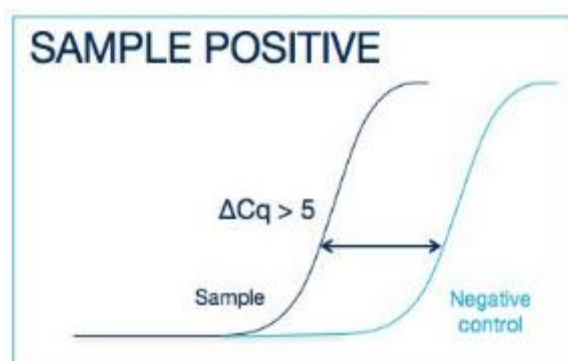 SAMPLE POSITIVE
ΔCq > 5
Sample
Negative
control